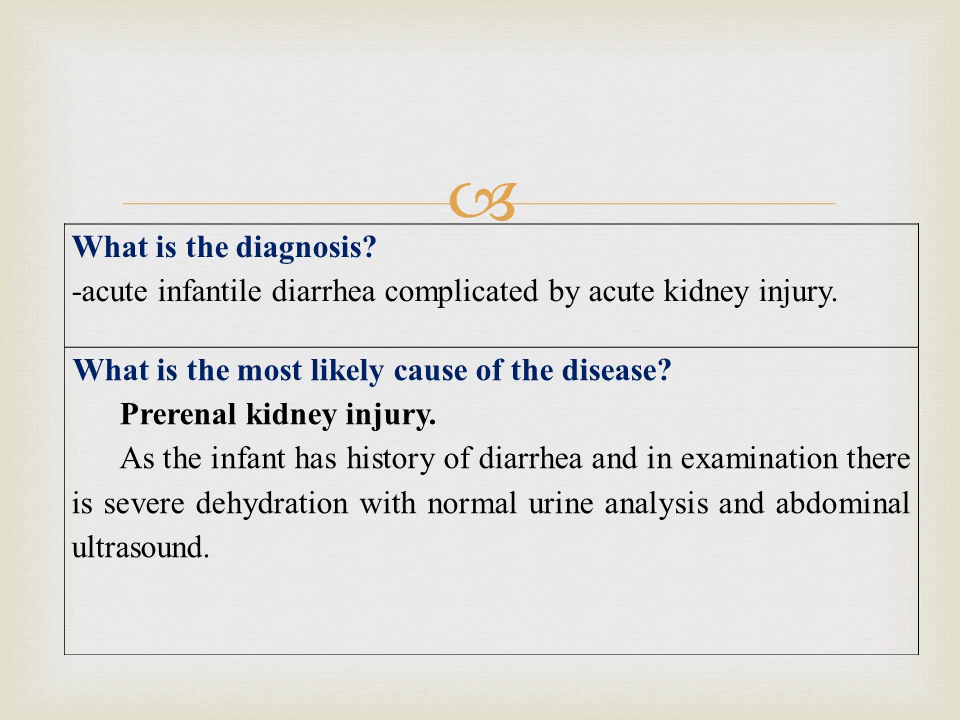 What is the diagnosis?
-acute infantile diarrhea complicated by acute kidney injury.
What is the most likely cause of the disease?
Prerenal kidney injury.
As the infant has history of diarrhea and in examination there
is severe dehydration with normal urine analysis and abdominal
ultrasound.